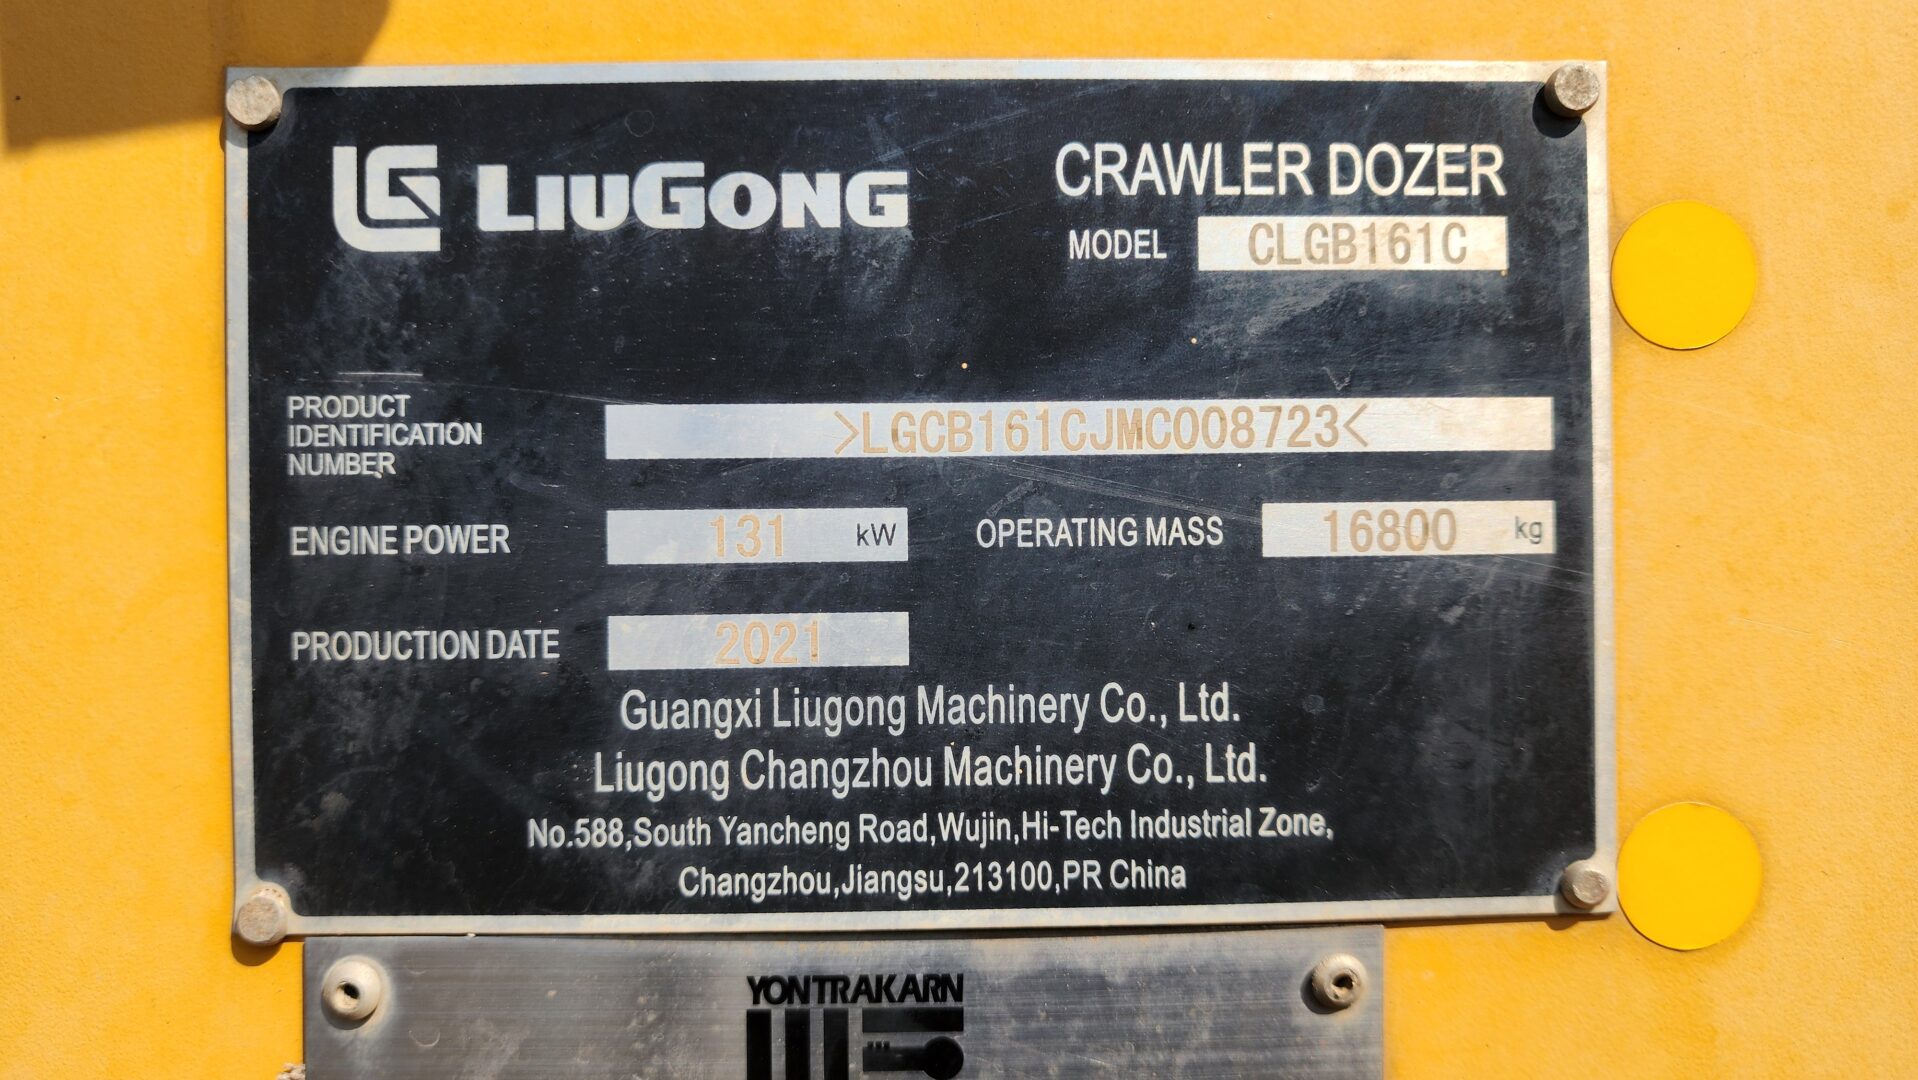 LG LIUGONG
CRAWLER DOZER
MODEL CLGB161C
PRODUCT
IDENTIFICATION
NUMBER
>LGCB161CJMC008723<
ENGINE POWER 131 kW OPERATING MASS 16800 kg
PRODUCTION DATE 2021
Guangxi Liugong Machinery Co., Ltd.
Liugong Changzhou Machinery Co., Ltd.
No.588,South Yancheng Road,Wujin,Hi-Tech Industrial Zone,
Changzhou,Jiangsu,213100,PR China
YONTRAKARN